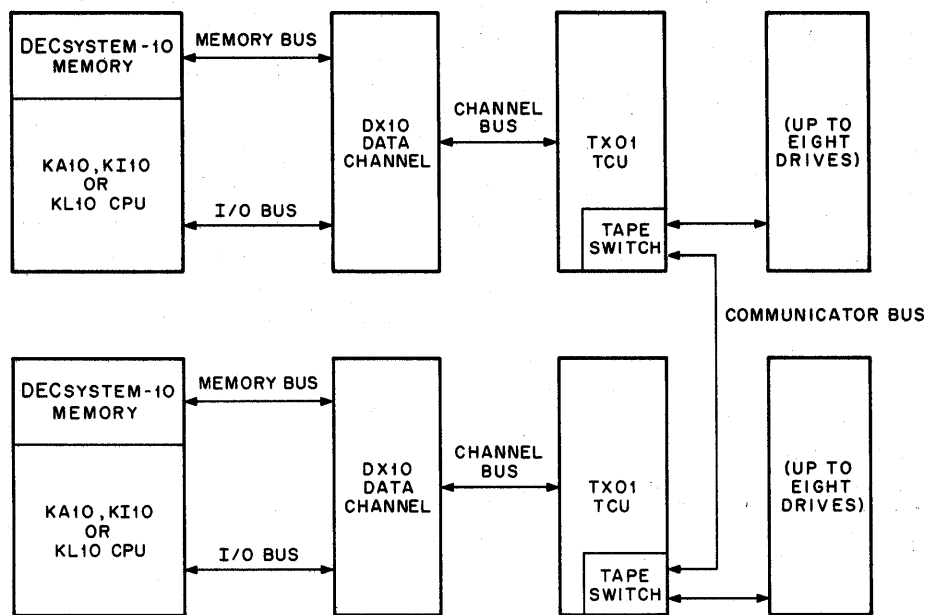 DECSYSTEM-10
MEMORY
MEMORY BUS
KA10, KI10
OR
KL10 CPU
I/O BUS
DX10
DATA
CHANNEL
CHANNEL
BUS
TX01
TCU
TAPE
SWITCH
(UP TO
EIGHT
DRIVES)
COMMUNICATOR BUS
DECSYSTEM-10
MEMORY
MEMORY BUS
KA10, KI10
OR
KL10 CPU
I/O BUS
DX10
DATA
CHANNEL
CHANNEL
BUS
TX01
TCU
TAPE
SWITCH
(UP TO
EIGHT
DRIVES)